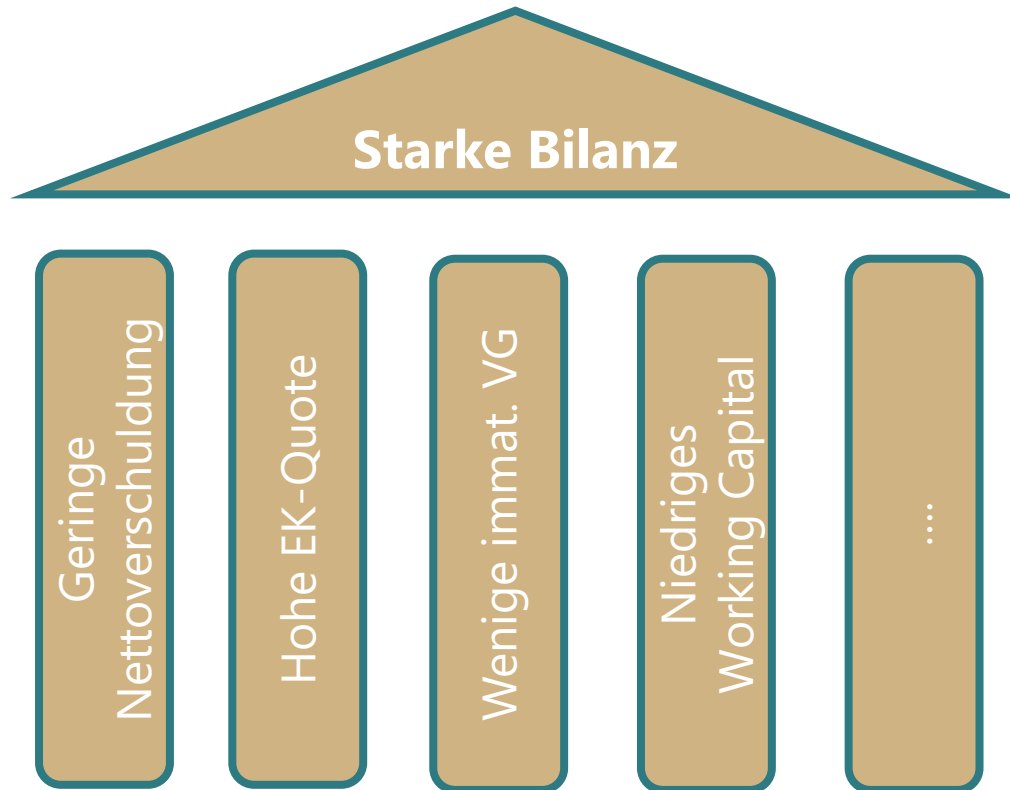 Starke Bilanz
Geringe
Nettoverschuldung
Hohe EK-Quote
Wenige immat. VG
Niedriges
Working Capital
....